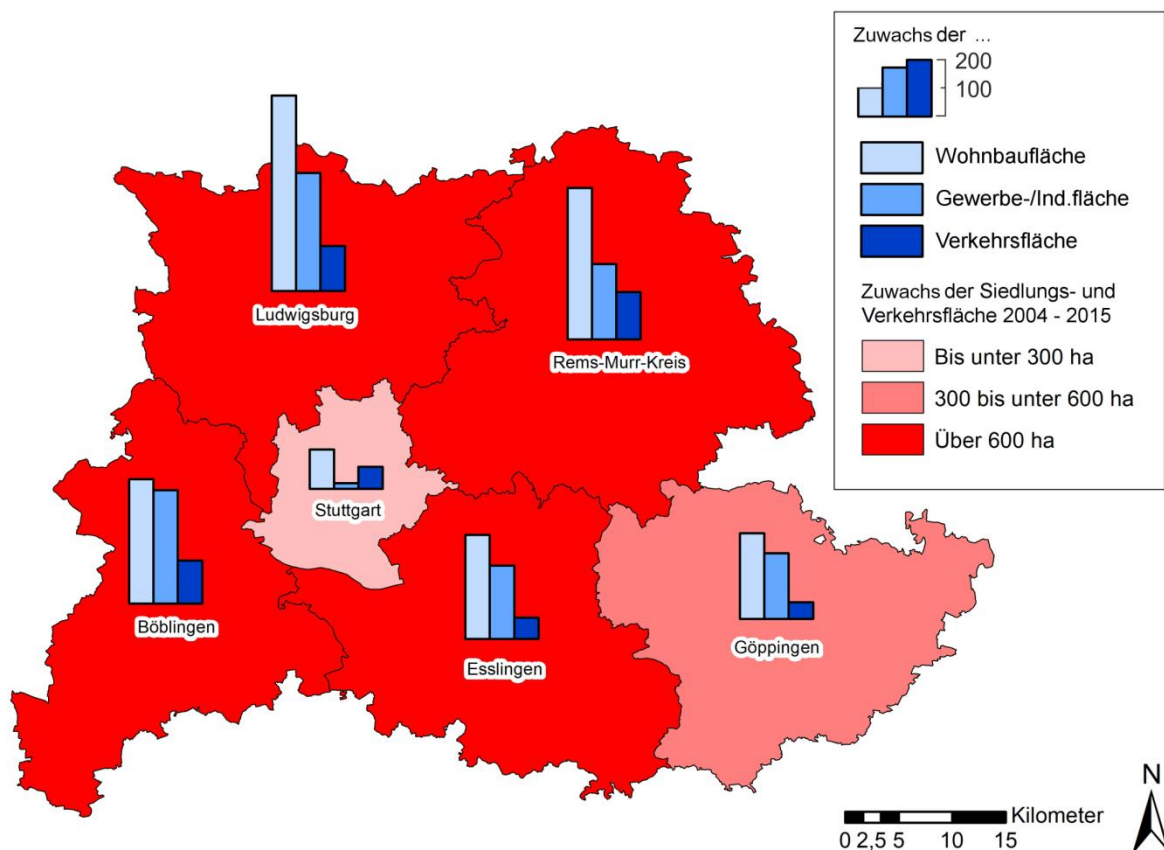 Zuwachs der ...
200
100
Wohnbaufläche
Gewerbe-/Ind.fläche
Verkehrsfläche
Zuwachs der Siedlungs- und
Verkehrsfläche 2004 - 2015
Bis unter 300 ha
300 bis unter 600 ha
Über 600 ha
Ludwigsburg
Rems-Murr-Kreis
Stuttgart
Böblingen
Esslingen
Göppingen
N
Kilometer
0 2,5 5 10 15